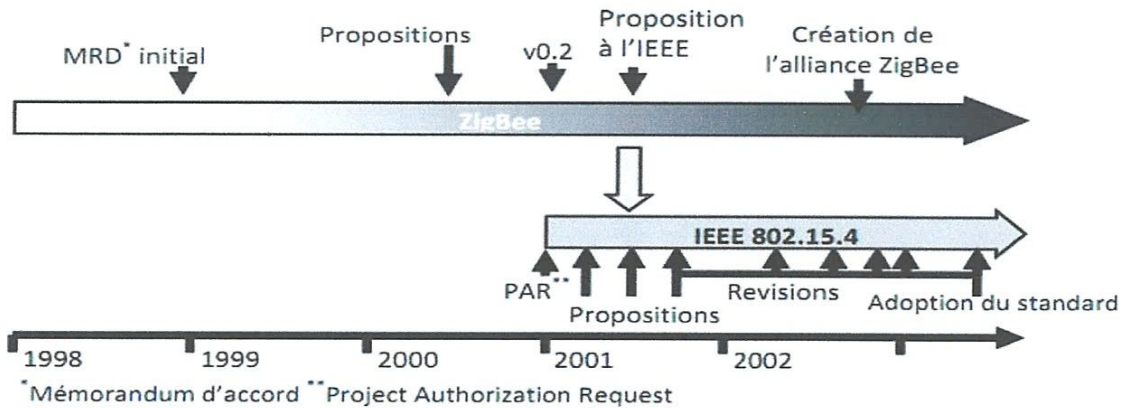 MRD* initial
Propositions
v0.2
Proposition
à l'IEEE
Création de
l'alliance ZigBee
ZigBee
IEEE 802.15.4
PAR**
Propositions
Revisions
Adoption du standard
1998
1999
2000
2001
2002
*Mémorandum d'accord **Project Authorization Request